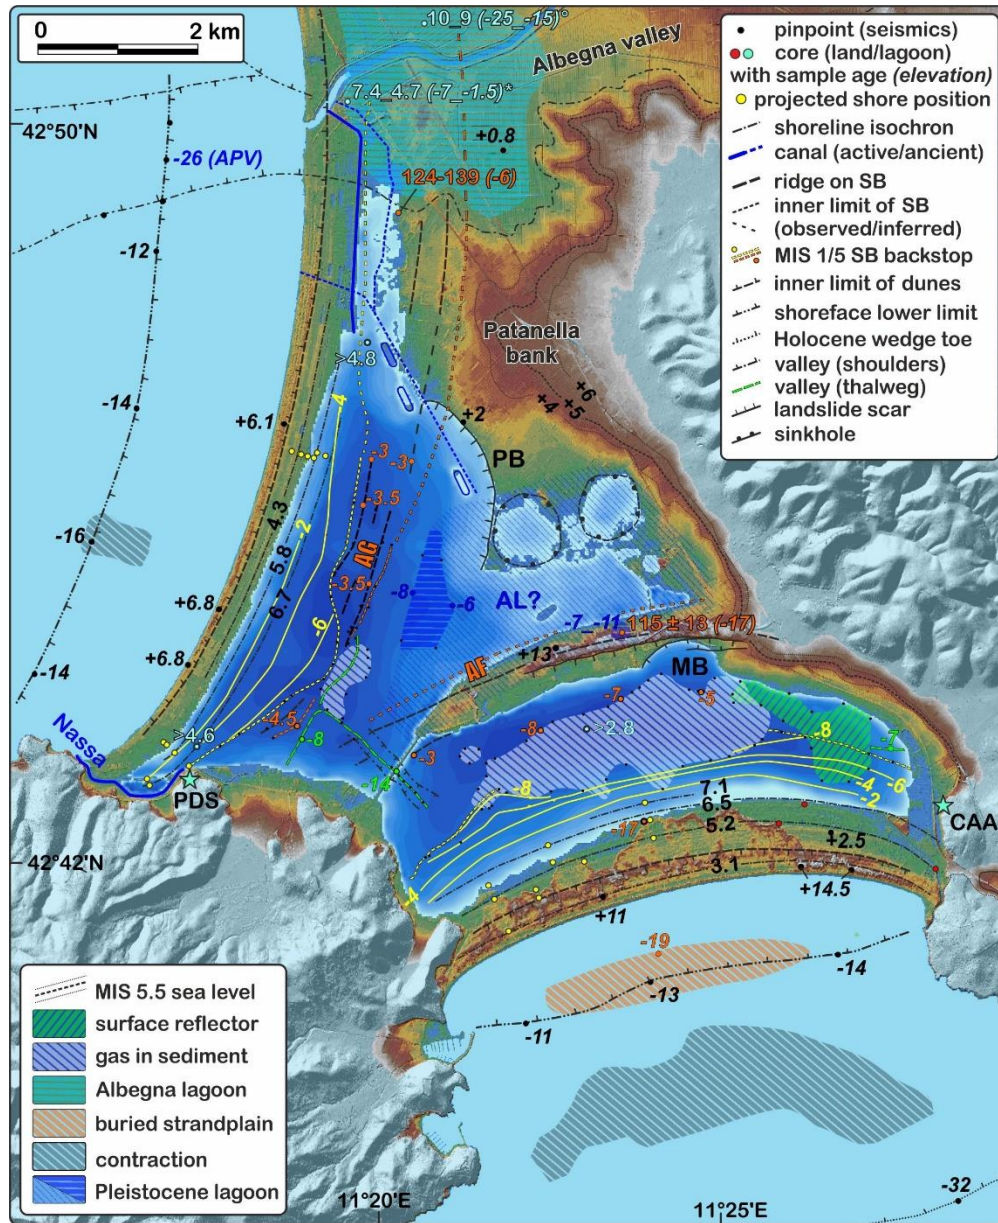 0 2 km
10_9 (-25_-15)°
Albegna valley
7.4_4.7 (-7_-1.5)*
42°50'N
+0.8
-26 (APV)
124-139 (-6)
-12
Patanella
bank
>4.8
+6
+5
+4
-14
4
+2
+6.1
PB
-3
-3
-3.5
4.3
-2
5.8
AG
-16
6.7
-3.5
-8
-6
AL?
+6.8
-6
-7_-11
115 ± 13 (-17)
+13
+6.8
MB
-14
AF
-7
-5
Nassa
>4.6
-4.5
-8
-8
>2.8
-8
-7
-3
PDS
-14
-8
-6
-4
-2
7.1
6.5
CAA
-17
5.2
+2.5
42°42'N
3.1
-4
+14.5
+11
-19
-14
-13
-11
11°20'E
11°25'E
-32
pinpoint (seismics)
core (land/lagoon)
with sample age (elevation)
projected shore position
shoreline isochron
canal (active/ancient)
ridge on SB
inner limit of SB
(observed/inferred)
MIS 1/5 SB backstop
inner limit of dunes
shoreface lower limit
Holocene wedge toe
valley (shoulders)
valley (thalweg)
landslide scar
sinkhole
MIS 5.5 sea level
surface reflector
gas in sediment
Albegna lagoon
buried strandplain
contraction
Pleistocene lagoon